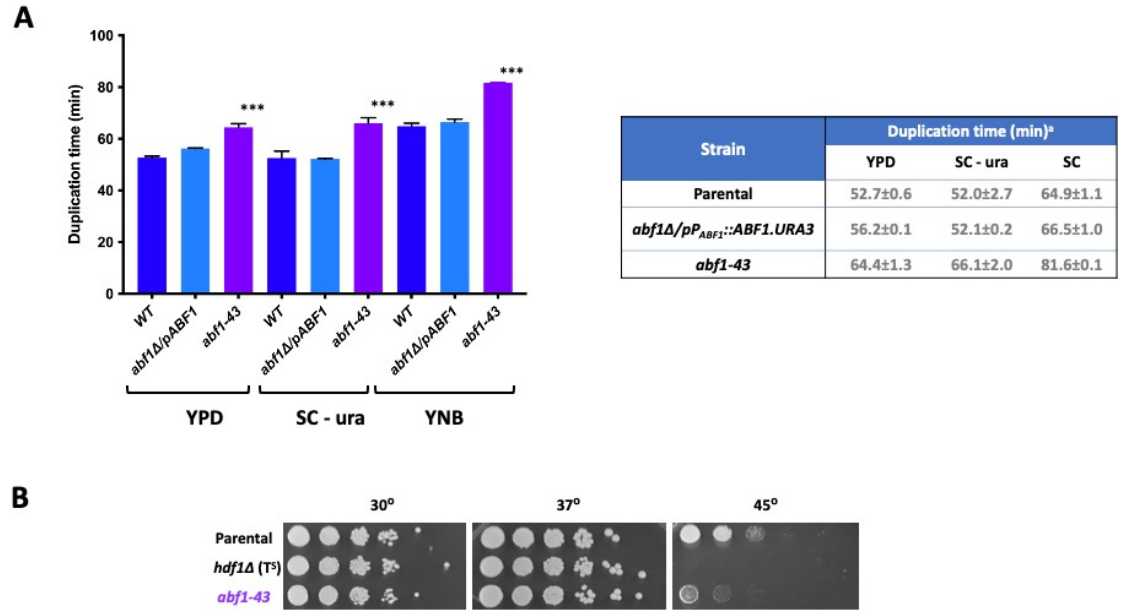 A
Duplication time (min)
100
80
60
40
20
0
***
***
***
WT
abf1Δ/pABF1
abf1-43
WT
abf1Δ/pABF1
abf1-43
WT
abf1Δ/pABF1
abf1-43
YPD
SC - ura
YNB
Strain
Duplication time (min)ᵃ
YPD
SC - ura
SC
Parental
52.7±0.6
52.0±2.7
64.9±1.1
abf1Δ/pP_ABF1::ABF1.URA3
56.2±0.1
52.1±0.2
66.5±1.0
abf1-43
64.4±1.3
66.1±2.0
81.6±0.1
B
30°
37°
45°
Parental
hdf1Δ (Tˢ)
abf1-43